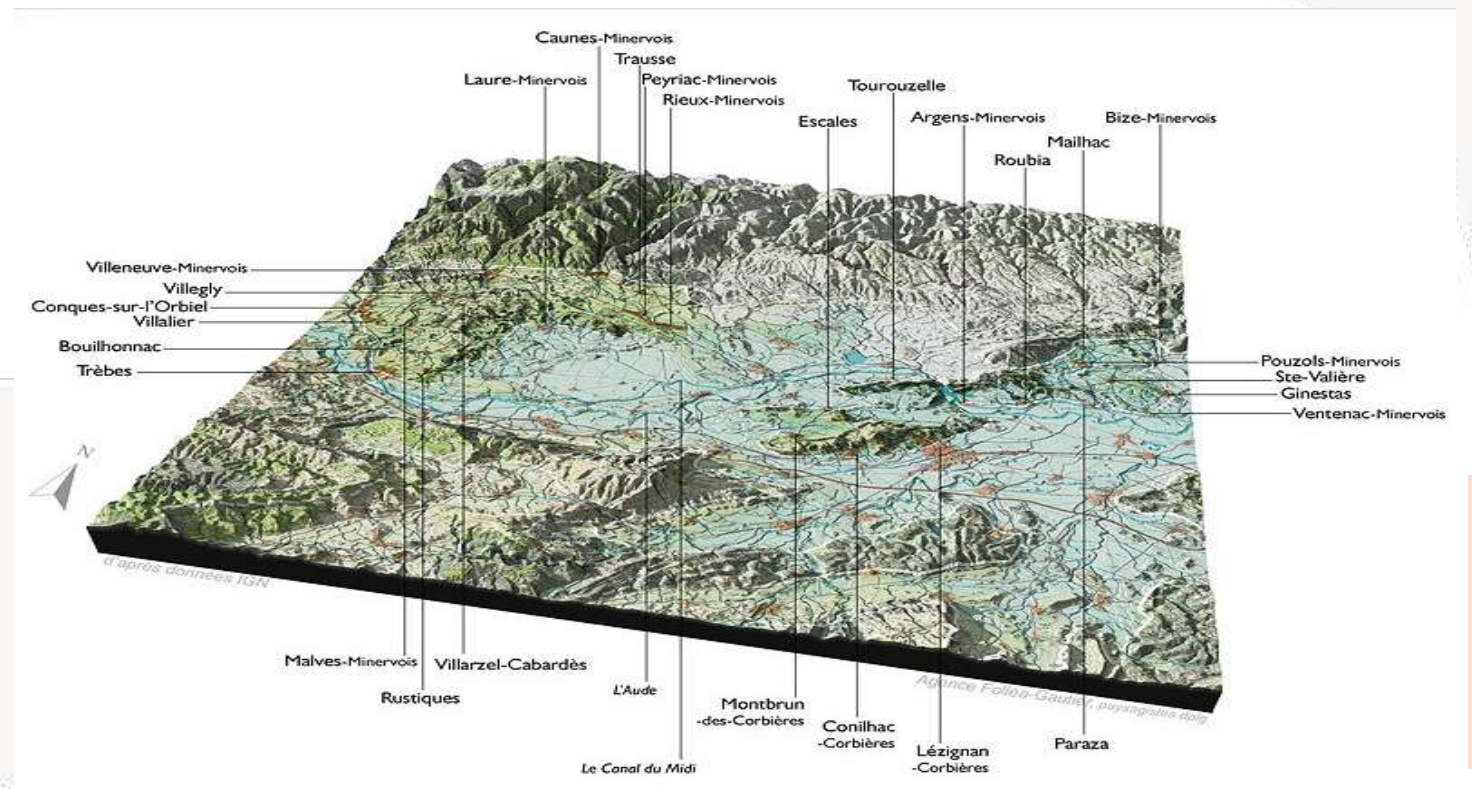 Caunes-Minervois
Trausse
Laure-Minervois
Peyriac-Minervois
Rieux-Minervois
Tourouzelle
Escales
Argens-Minervois
Bize-Minervois
Mailhac
Roubia
Villeneuve-Minervois
Villegly
Conques-sur-l'Orbiel
Villalier
Bouilhonnac
Trèbes
Pouzols-Minervois
Ste-Valière
Ginestas
Ventenac-Minervois
N
d'après données IGN
Malves-Minervois
Villarzel-Cabardès
Rustiques
L'Aude
Agence Folléa-Gautier, paysagistes dplg
Montbrun
-des-Corbières
Conilhac
-Corbières
Lézignan
-Corbières
Paraza
Le Canal du Midi